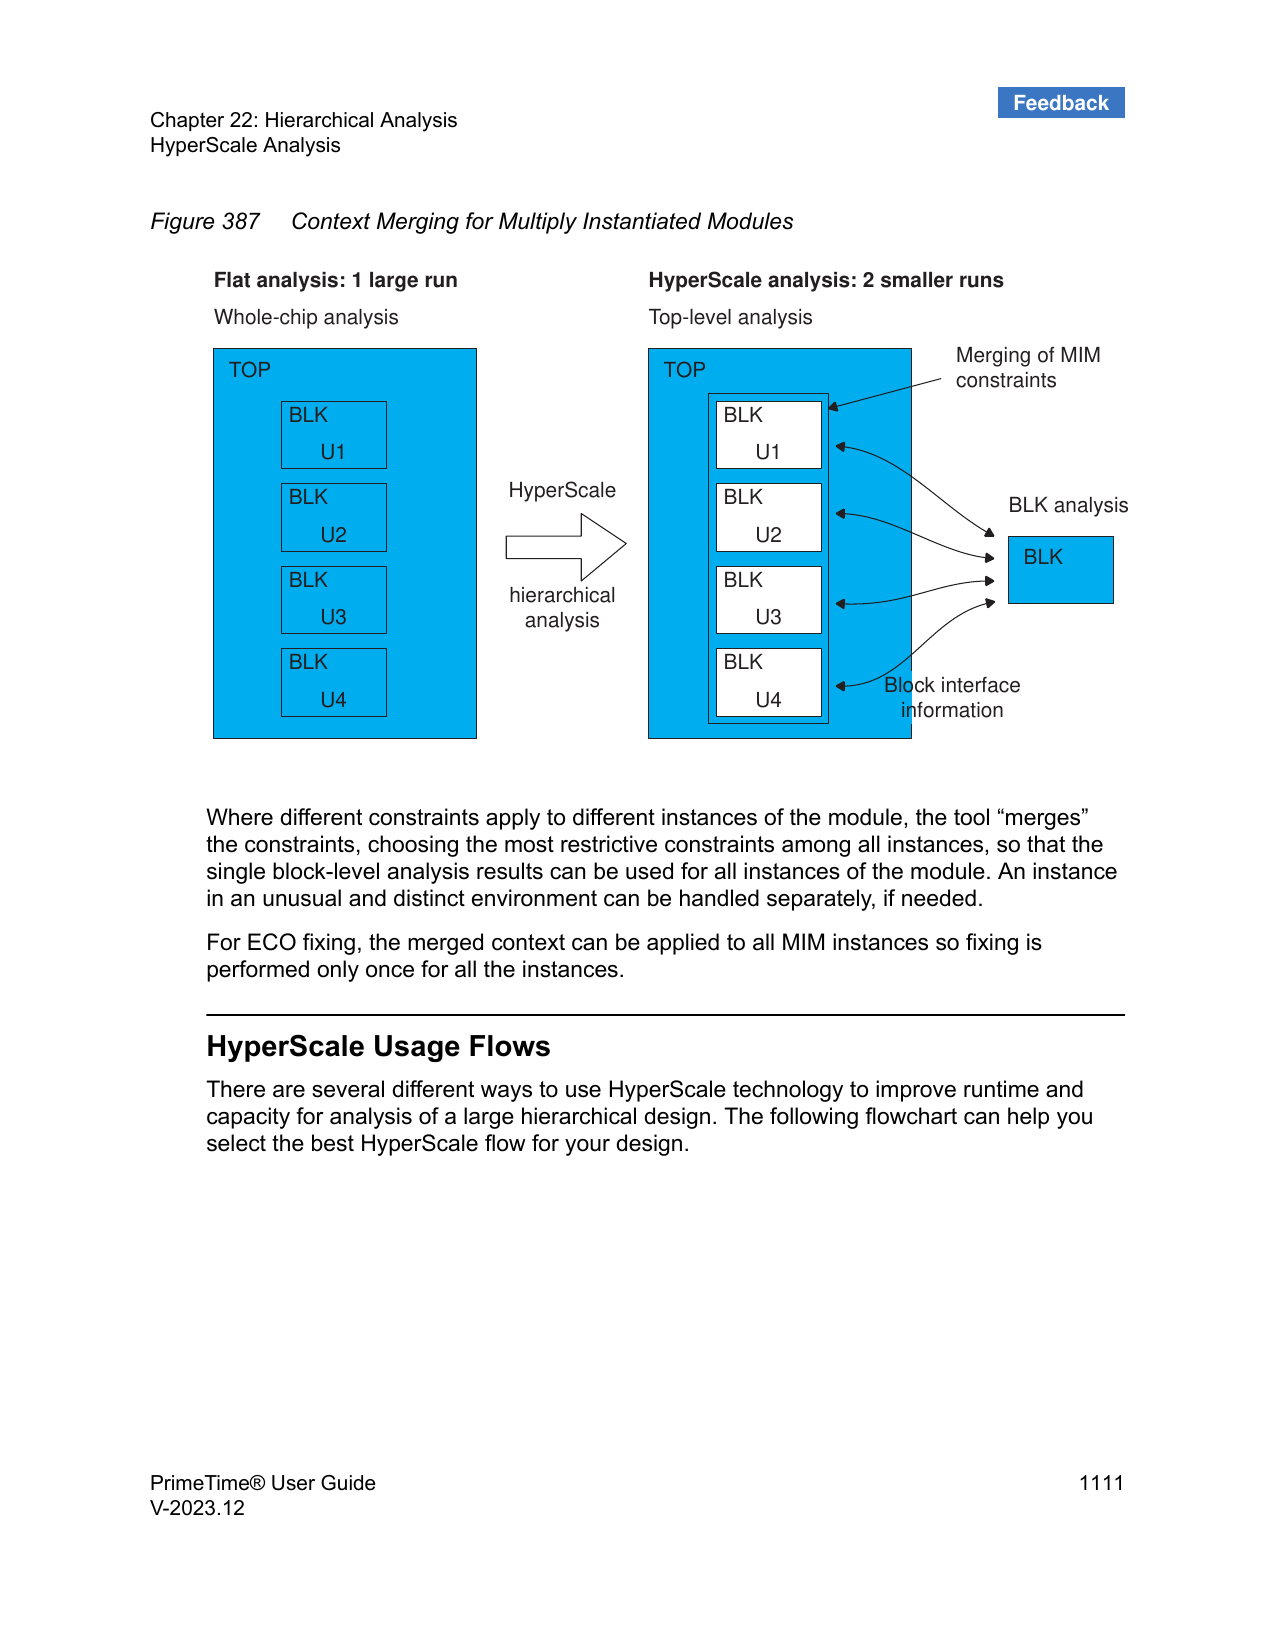 Feedback
Chapter 22: Hierarchical Analysis
HyperScale Analysis
Figure 387 Context Merging for Multiply Instantiated Modules
Flat analysis: 1 large run
Whole-chip analysis
TOP
BLK
U1
BLK
U2
BLK
U3
BLK
U4
HyperScale
hierarchical
analysis
HyperScale analysis: 2 smaller runs
Top-level analysis
TOP
BLK
U1
BLK
U2
BLK
U3
BLK
U4
Merging of MIM
constraints
BLK analysis
BLK
Block interface
information
Where different constraints apply to different instances of the module, the tool “merges”
the constraints, choosing the most restrictive constraints among all instances, so that the
single block-level analysis results can be used for all instances of the module. An instance
in an unusual and distinct environment can be handled separately, if needed.
For ECO fixing, the merged context can be applied to all MIM instances so fixing is
performed only once for all the instances.
HyperScale Usage Flows
There are several different ways to use HyperScale technology to improve runtime and
capacity for analysis of a large hierarchical design. The following flowchart can help you
select the best HyperScale flow for your design.
PrimeTime® User Guide
V-2023.12
1111